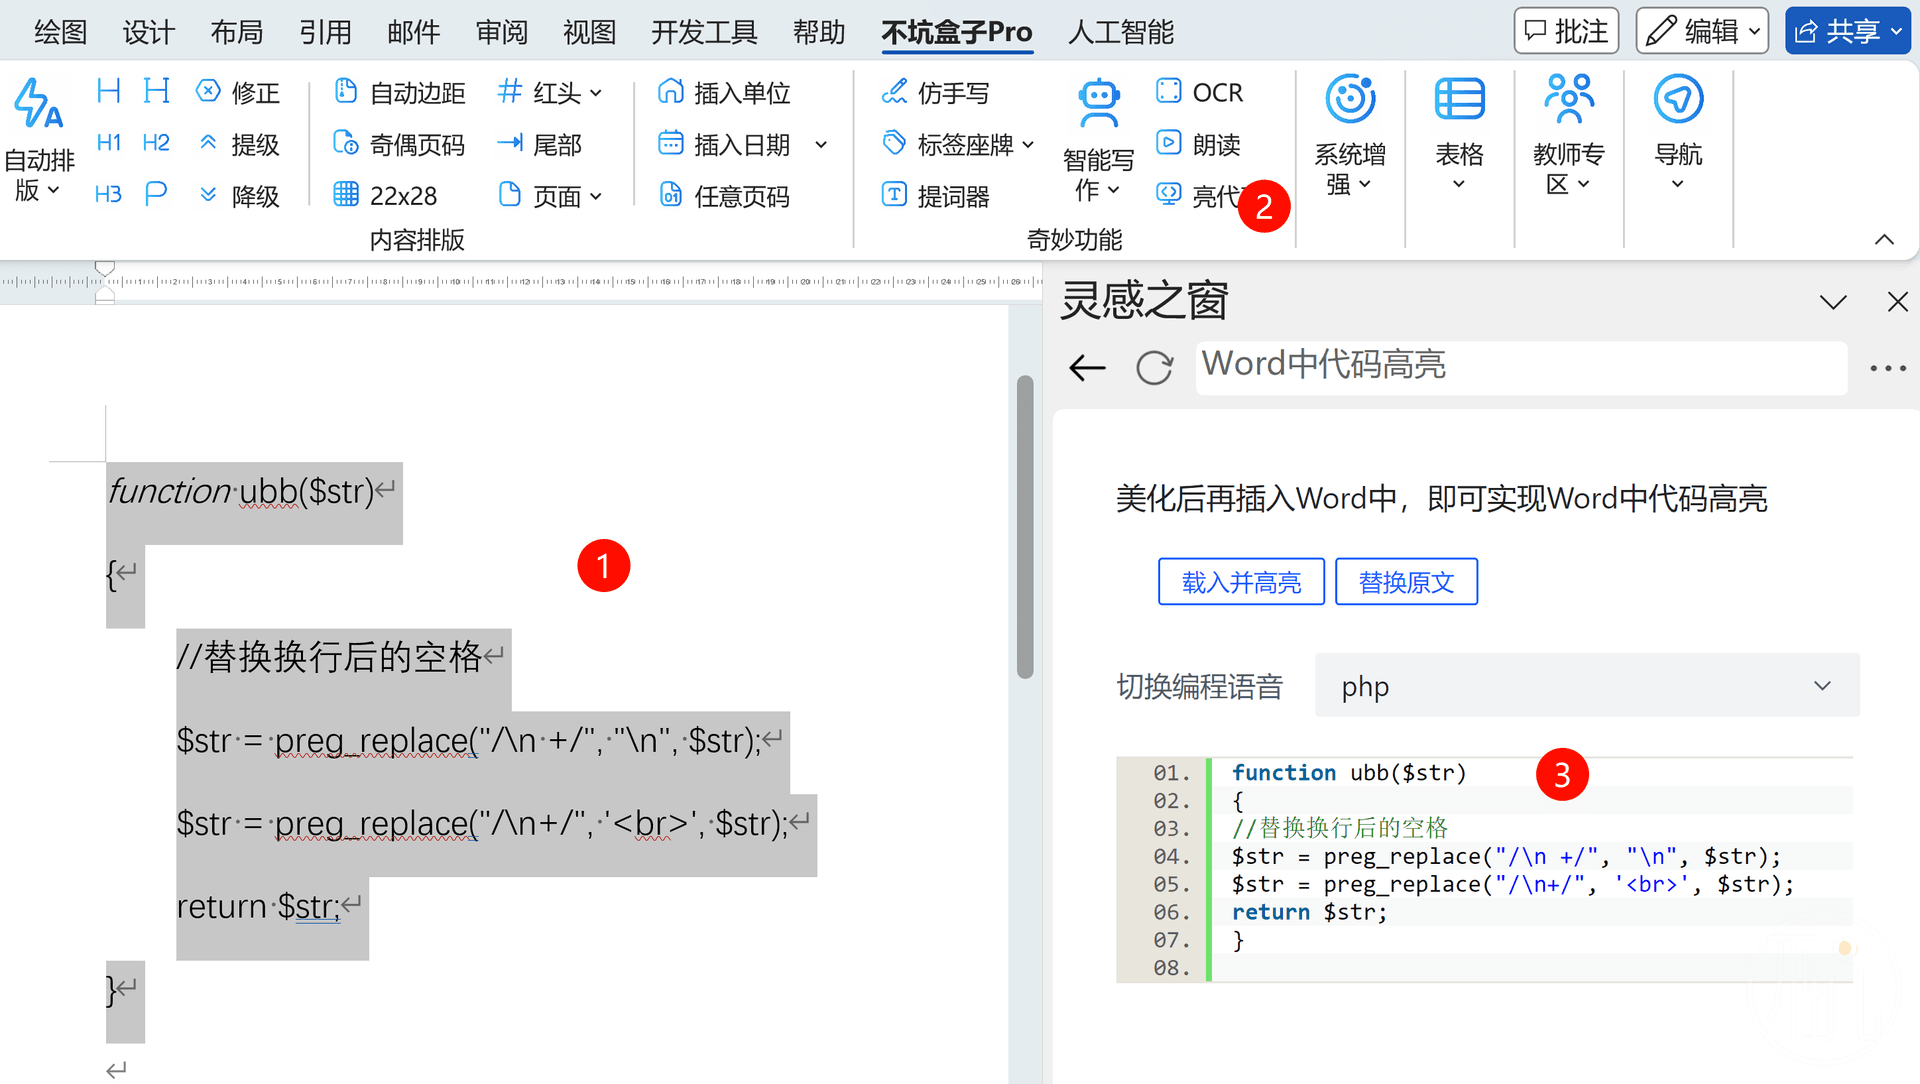 绘图 设计 布局 引用 邮件 审阅 视图 开发工具 帮助 不坑盒子Pro 人工智能 批注 编辑 共享
自动排版
H1 H2 H3
修正
提级
降级
自动边距
奇偶页码
22x28
红头
尾部
页面
内容排版
插入单位
插入日期
任意页码
仿手写
标签座牌
提词器
智能写作
OCR
朗读
亮代
2
奇妙功能
系统增强
表格
教师专区
导航
function ubb($str)
{
//替换换行后的空格
$str = preg_replace("/\n +/", "\n", $str);
$str = preg_replace("/\n+/", '<br>', $str);
return $str;
}
1
灵感之窗
Word中代码高亮
美化后再插入Word中，即可实现Word中代码高亮
载入并高亮 替换原文
切换编程语音 php
01. function ubb($str)
02. {
03. //替换换行后的空格
04. $str = preg_replace("/\n +/", "\n", $str);
05. $str = preg_replace("/\n+/", '<br>', $str);
06. return $str;
07. }
08.
3